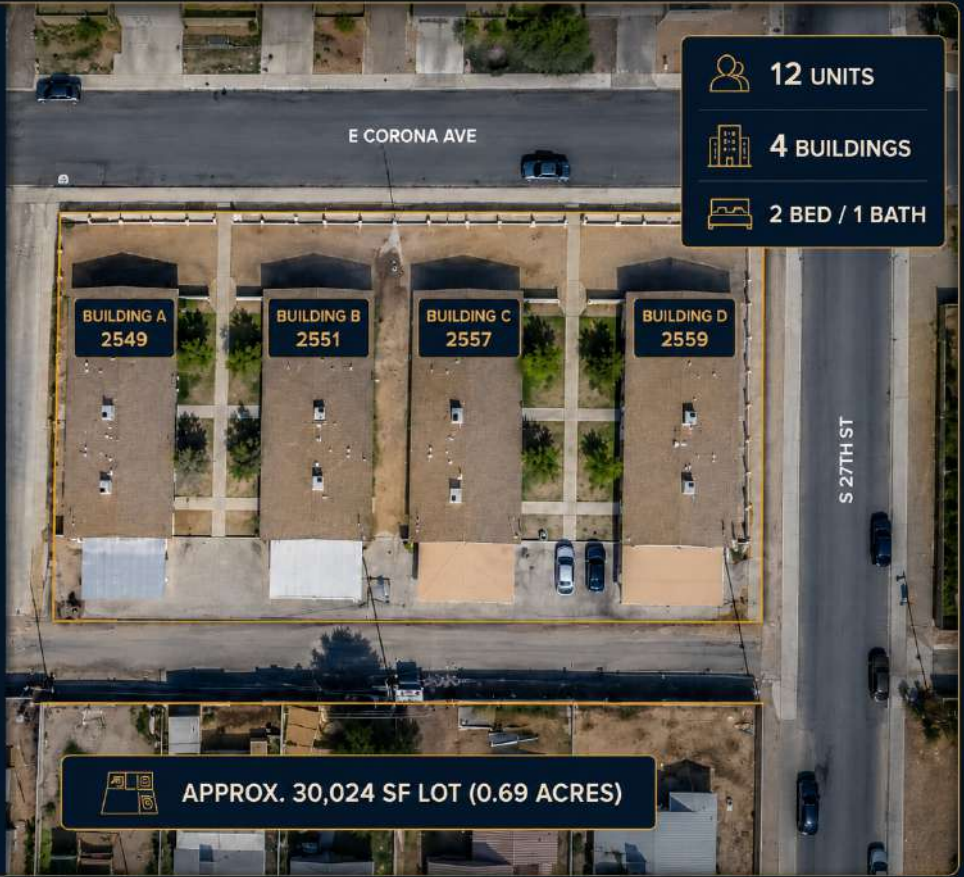 12 UNITS
4 BUILDINGS
2 BED / 1 BATH
E CORONA AVE
BUILDING A
2549
BUILDING B
2551
BUILDING C
2557
BUILDING D
2559
S 27TH ST
APPROX. 30,024 SF LOT (0.69 ACRES)